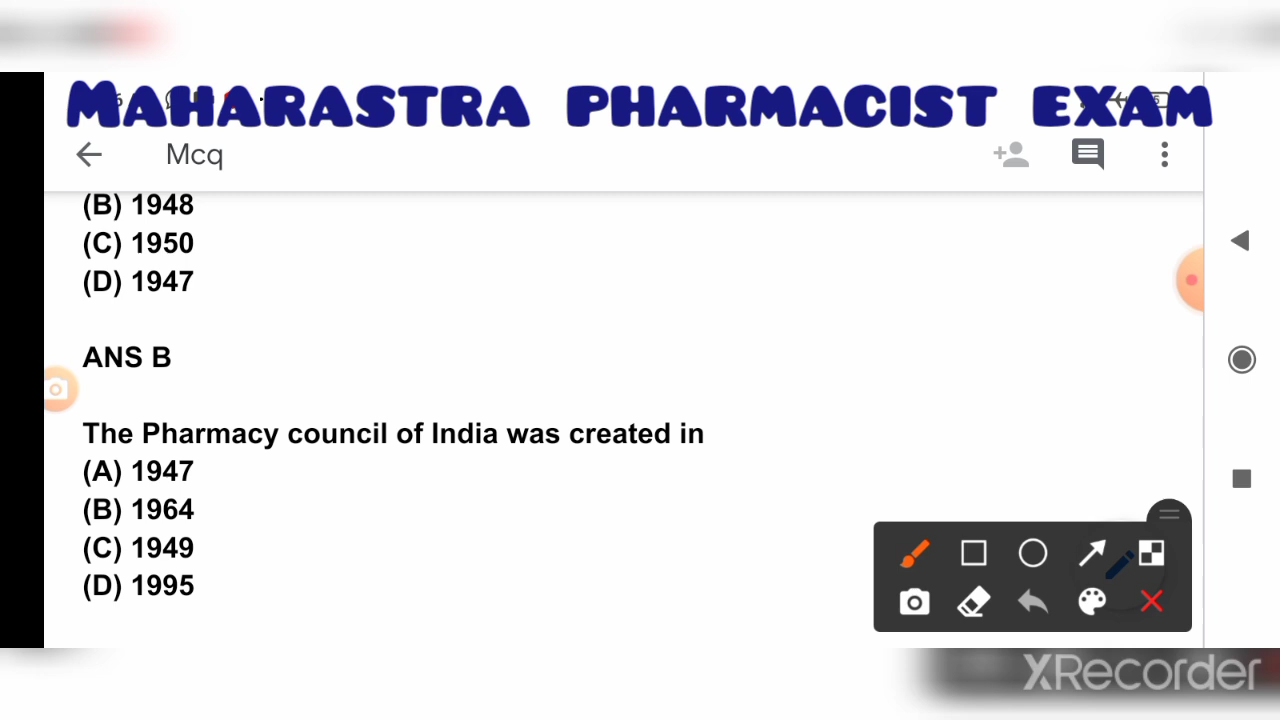 MAHARASTRA PHARMACIST EXAM
Mcq
(B) 1948
(C) 1950
(D) 1947
ANS B
The Pharmacy council of India was created in
(A) 1947
(B) 1964
(C) 1949
(D) 1995
XRecorder